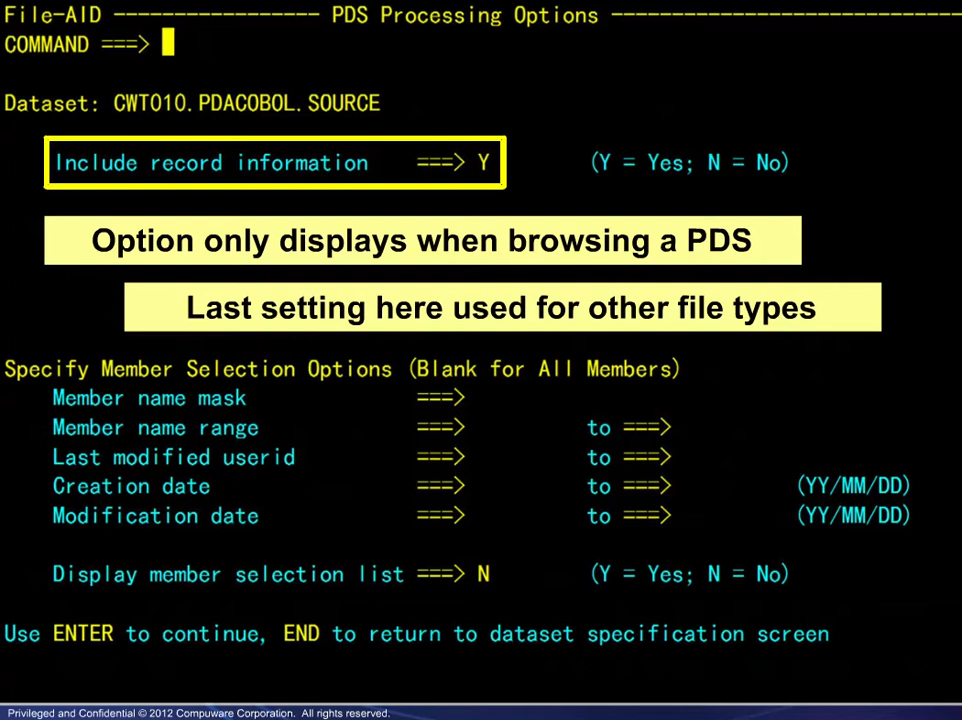 File-AID ----------------- PDS Processing Options -----------------------------
COMMAND ===>
Dataset: CWT010.PDACOBOL.SOURCE
Include record information ===> Y (Y = Yes; N = No)
Option only displays when browsing a PDS
Last setting here used for other file types
Specify Member Selection Options (Blank for All Members)
Member name mask ===>
Member name range ===> to ===>
Last modified userid ===> to ===>
Creation date ===> to ===> (YY/MM/DD)
Modification date ===> to ===> (YY/MM/DD)
Display member selection list ===> N (Y = Yes; N = No)
Use ENTER to continue, END to return to dataset specification screen
Privileged and Confidential © 2012 Compuware Corporation. All rights reserved.